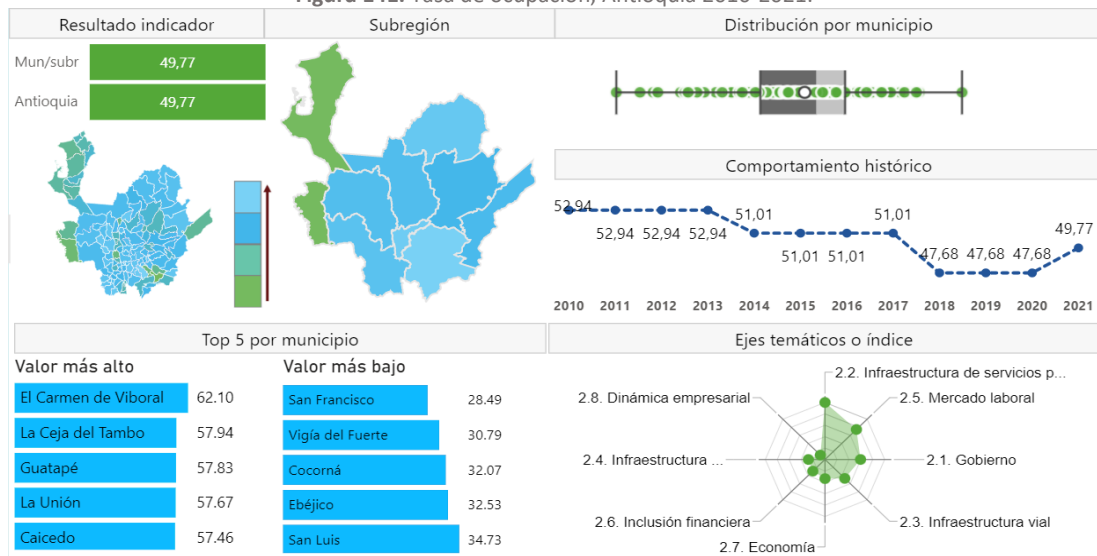 Figura 141. Tasa de ocupación, Antioquia 2010-2021.
Resultado indicador
Subregión
Distribución por municipio
Mun/subr
49,77
Antioquia
49,77
Comportamiento histórico
52,94
52,94
52,94
52,94
51,01
51,01
51,01
51,01
47,68
47,68
47,68
49,77
2010 2011 2012 2013 2014 2015 2016 2017 2018 2019 2020 2021
Top 5 por municipio
Valor más alto
El Carmen de Viboral 62.10
La Ceja del Tambo 57.94
Guatapé 57.83
La Unión 57.67
Caicedo 57.46
Valor más bajo
San Francisco 28.49
Vigía del Fuerte 30.79
Cocorná 32.07
Ebéjico 32.53
San Luis 34.73
Ejes temáticos o índice
2.2. Infraestructura de servicios p...
2.8. Dinámica empresarial
2.5. Mercado laboral
2.4. Infraestructura ...
2.1. Gobierno
2.6. Inclusión financiera
2.3. Infraestructura vial
2.7. Economía